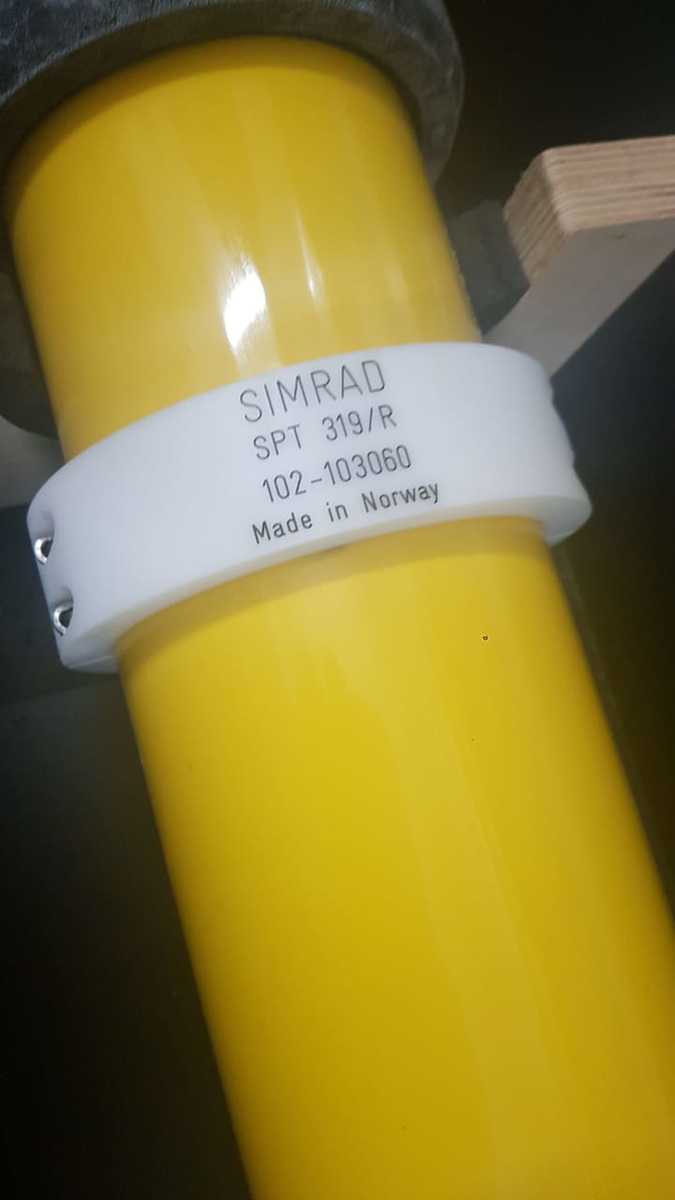 SIMRAD
SPT 319/R
102-103060
Made in Norway